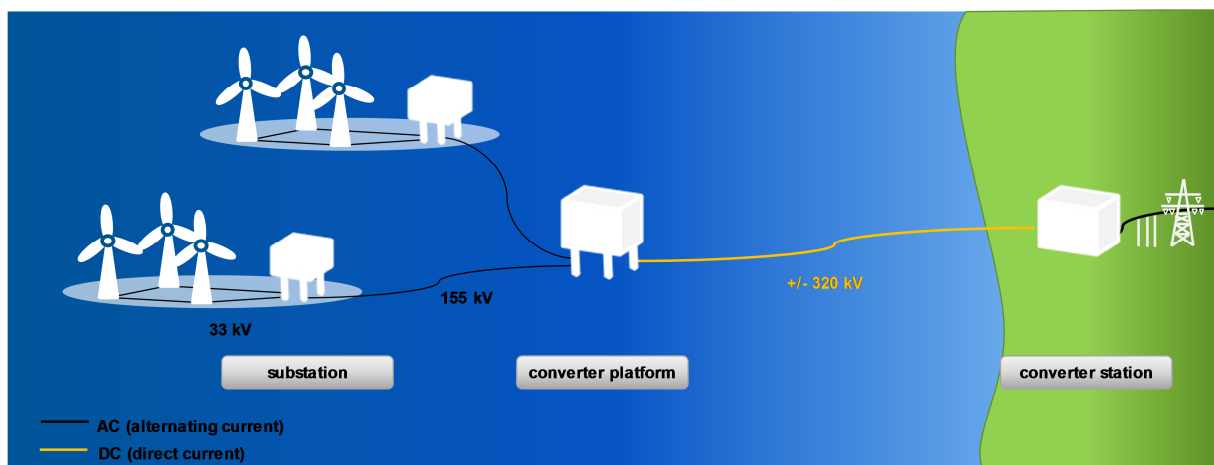 155 kV
+/- 320 kV
33 kV
substation
converter platform
converter station
AC (alternating current)
DC (direct current)